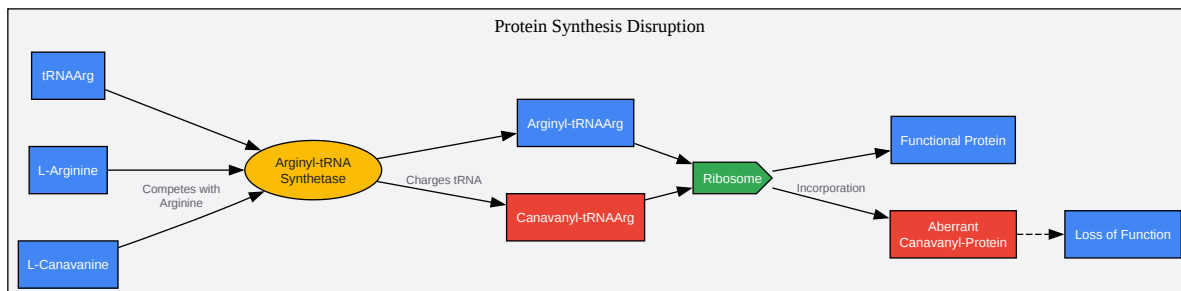 Protein Synthesis Disruption
tRNAArg
L-Arginine
Competes with
Arginine
L-Canavanine
Arginyl-tRNA
Synthetase
Charges tRNA
Arginyl-tRNAArg
Canavanyl-tRNAArg
Ribosome
Incorporation
Functional Protein
Aberrant
Canavanyl-Protein
Loss of Function